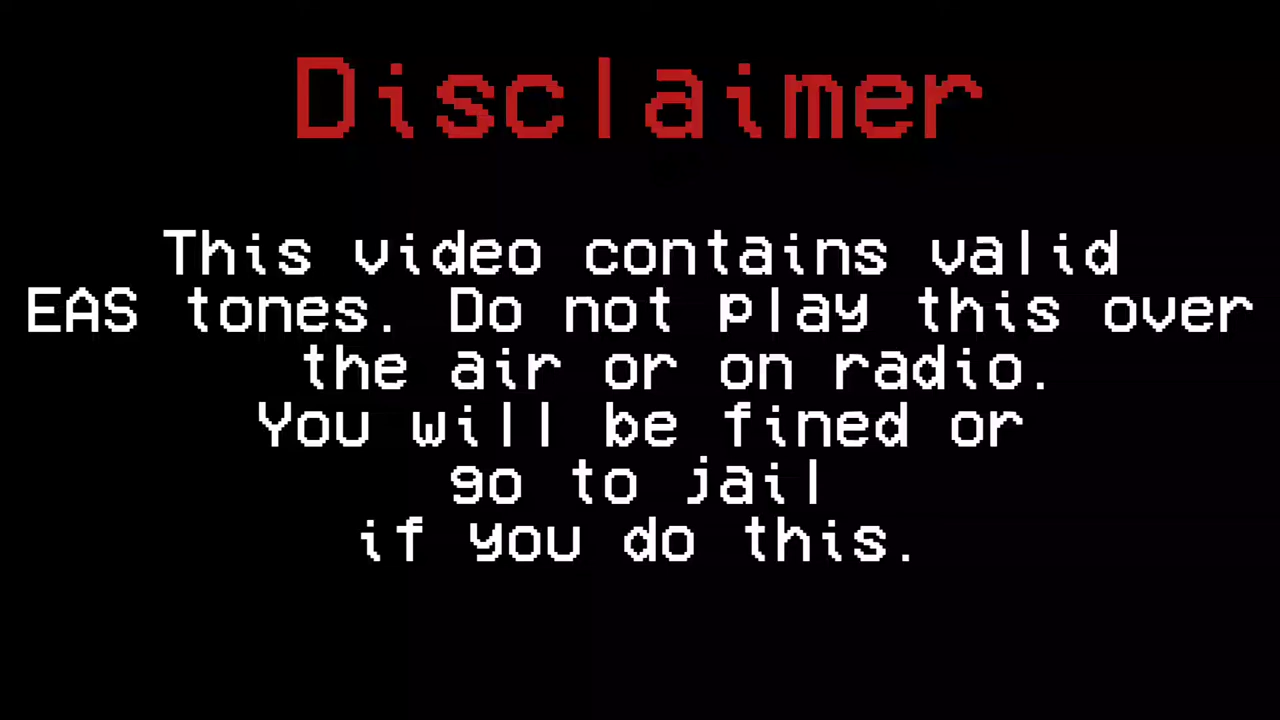 Disclaimer
This video contains valid
EAS tones. Do not play this over
the air or on radio.
You will be fined or
go to jail
if you do this.